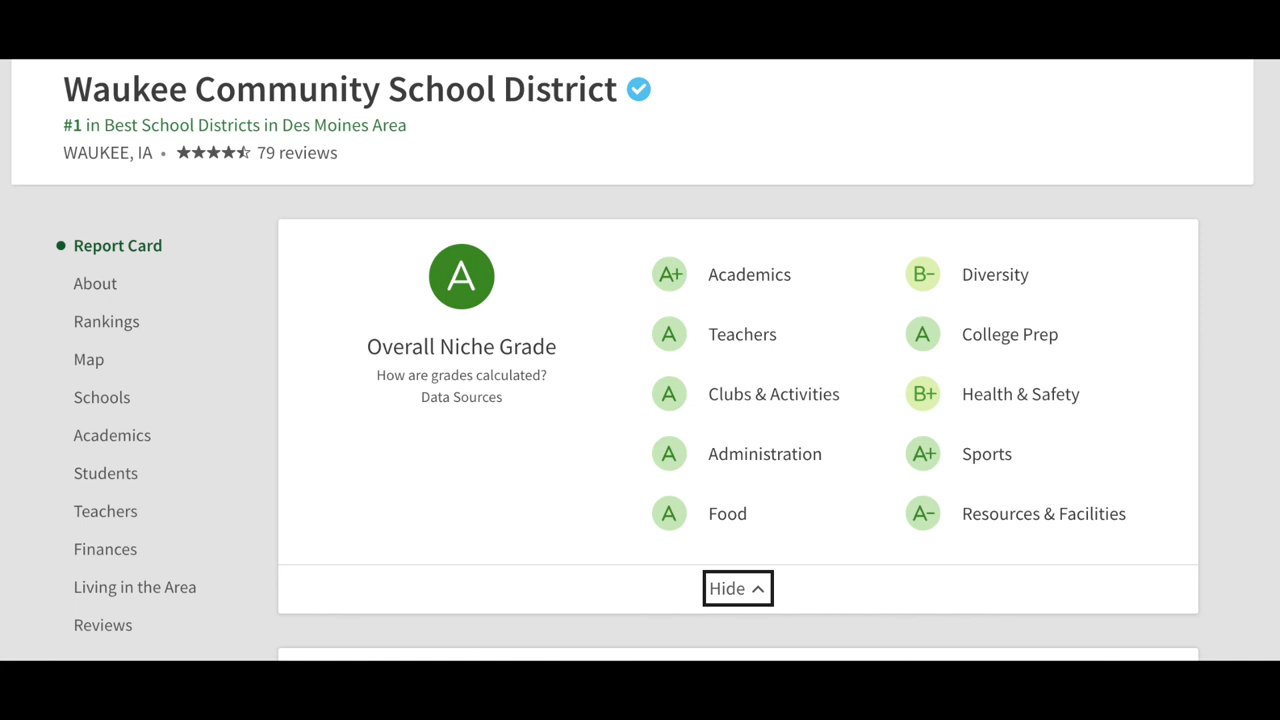 Waukee Community School District
#1 in Best School Districts in Des Moines Area
WAUKEE, IA • ★★★★⯪ 79 reviews
Report Card
About
Rankings
Map
Schools
Academics
Students
Teachers
Finances
Living in the Area
Reviews
A
Overall Niche Grade
How are grades calculated?
Data Sources
A+ Academics
A Teachers
A Clubs & Activities
A Administration
A Food
B- Diversity
A College Prep
B+ Health & Safety
A+ Sports
A- Resources & Facilities
Hide